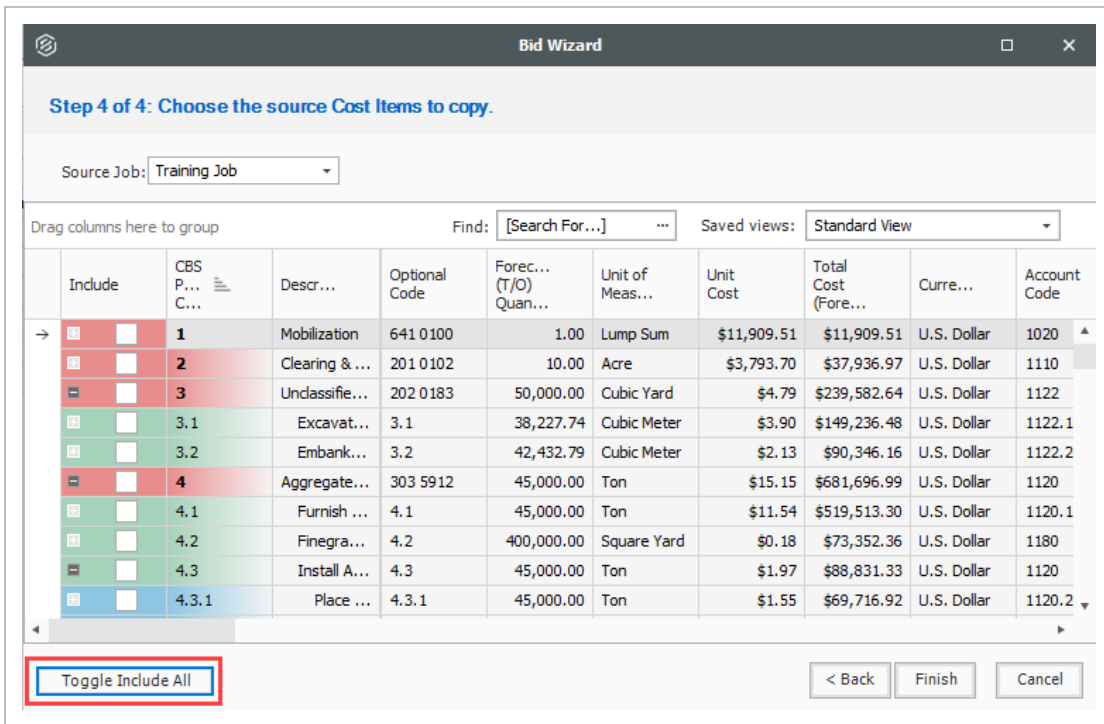 Bid Wizard
Step 4 of 4: Choose the source Cost Items to copy.
Source Job: Training Job
Drag columns here to group Find: [Search For...] ... Saved views: Standard View
Include CBS P... C... Descr... Optional Code Forec... (T/O) Quan... Unit of Meas... Unit Cost Total Cost (Fore... Curre... Account Code
1 Mobilization 641 0100 1.00 Lump Sum $11,909.51 $11,909.51 U.S. Dollar 1020
2 Clearing & ... 201 0102 10.00 Acre $3,793.70 $37,936.97 U.S. Dollar 1110
3 Unclassifie... 202 0183 50,000.00 Cubic Yard $4.79 $239,582.64 U.S. Dollar 1122
3.1 Excavat... 3.1 38,227.74 Cubic Meter $3.90 $149,236.48 U.S. Dollar 1122.1
3.2 Embank... 3.2 42,432.79 Cubic Meter $2.13 $90,346.16 U.S. Dollar 1122.2
4 Aggregate... 303 5912 45,000.00 Ton $15.15 $681,696.99 U.S. Dollar 1120
4.1 Furnish ... 4.1 45,000.00 Ton $11.54 $519,513.30 U.S. Dollar 1120.1
4.2 Finegra... 4.2 400,000.00 Square Yard $0.18 $73,352.36 U.S. Dollar 1180
4.3 Install A... 4.3 45,000.00 Ton $1.97 $88,831.33 U.S. Dollar 1120
4.3.1 Place ... 4.3.1 45,000.00 Ton $1.55 $69,716.92 U.S. Dollar 1120.2
Toggle Include All < Back Finish Cancel